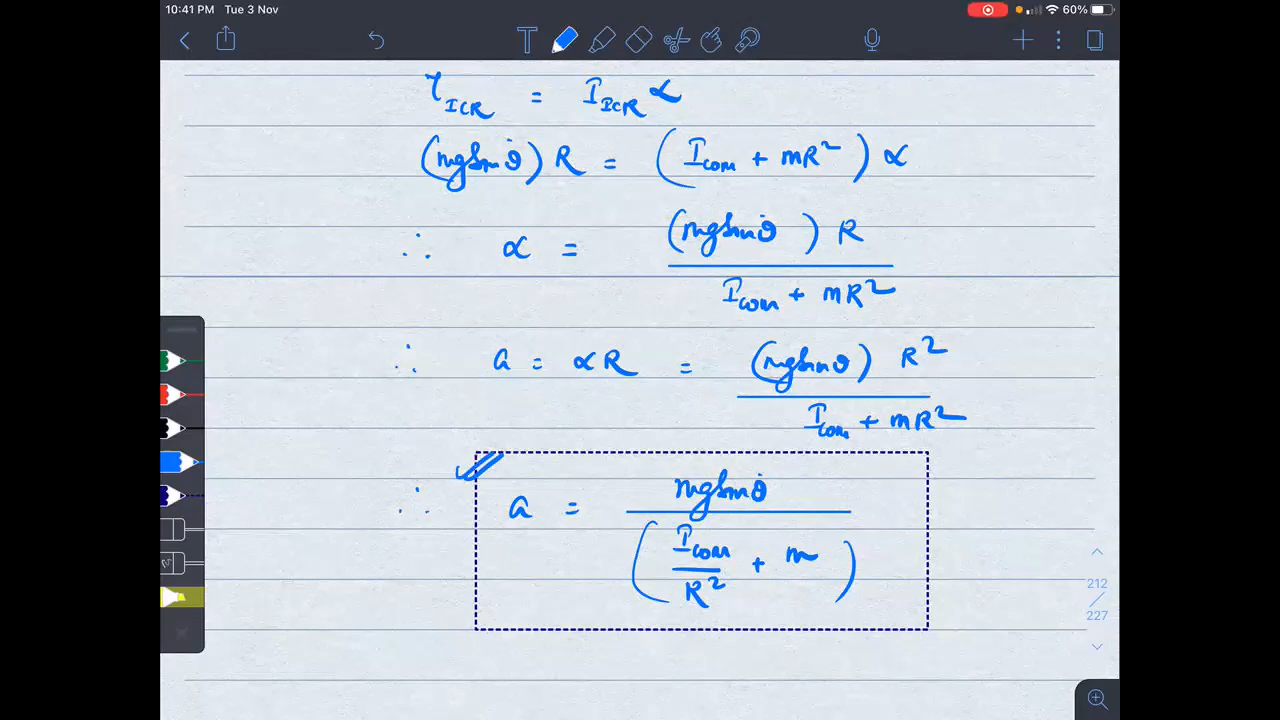 10:41 PM Tue 3 Nov 60%
τ_ICR = I_ICR α
(mg sin θ) R = (I_com + mR²) α
∴ α = (mg sin θ) R / I_com + mR²
∴ a = αR = (mg sin θ) R² / I_com + mR²
∴ a = mg sin θ / (I_com / R² + m)
212
227